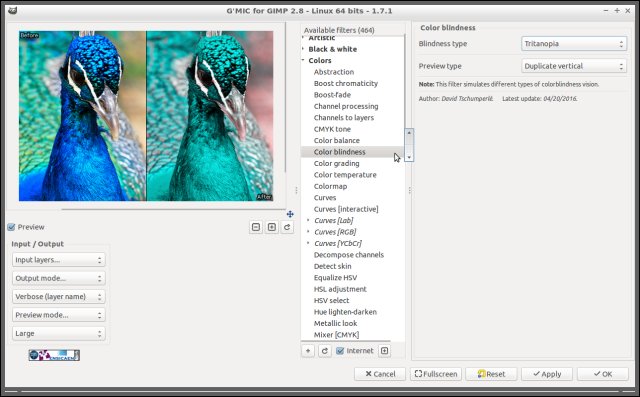 G'MIC for GIMP 2.8 - Linux 64 bits - 1.7.1
Before
After
Preview
Input / Output
Input layers...
Output mode...
Verbose (layer name)
Preview mode...
Large
Available filters (464)
Artistic
Black & white
Colors
Abstraction
Boost chromaticity
Boost-fade
Channel processing
Channels to layers
CMYK tone
Color balance
Color blindness
Color grading
Color temperature
Colormap
Curves
Curves [interactive]
Curves [Lab]
Curves [RGB]
Curves [YCbCr]
Decompose channels
Detect skin
Equalize HSV
HSL adjustment
HSV select
Hue lighten-darken
Metallic look
Mixer [CMYK]
Internet
Color blindness
Blindness type Tritanopia
Preview type Duplicate vertical
Note: This filter simulates different types of colorblindness vision.
Author: David Tschumperlé. Latest update: 04/20/2016.
Cancel Fullscreen Reset Apply OK